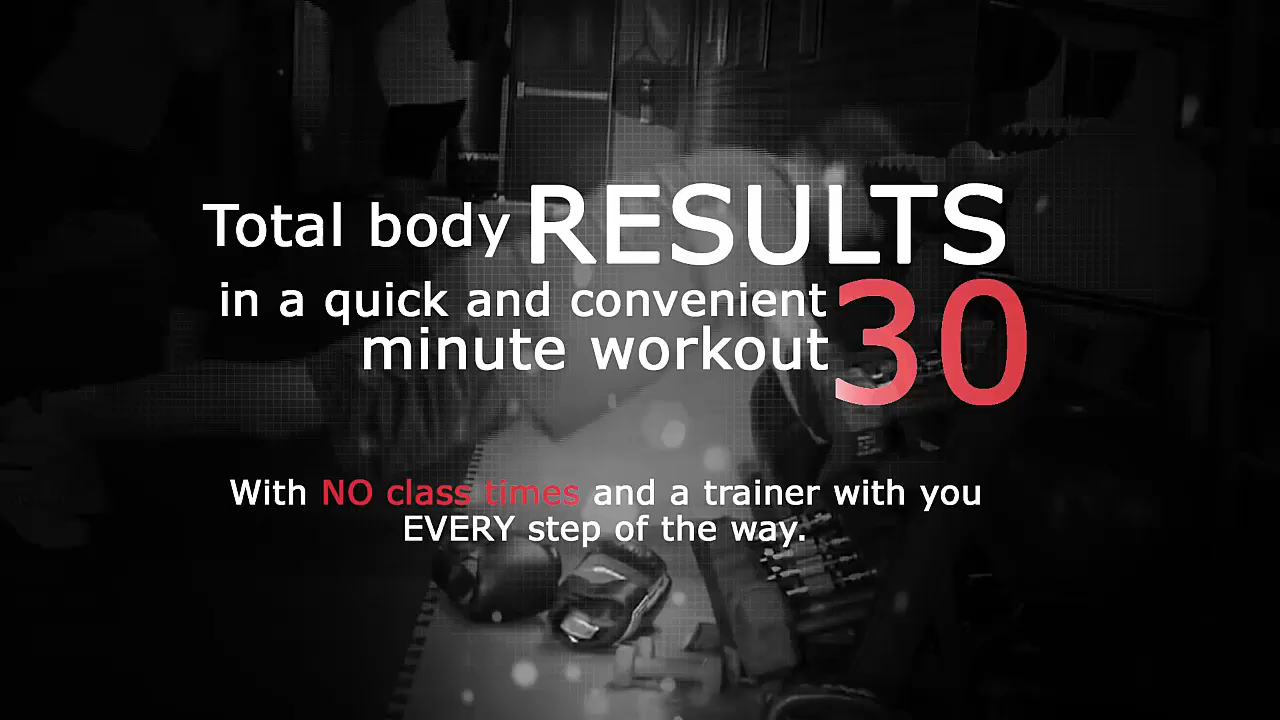 Total body RESULTS
in a quick and convenient 30
minute workout
With NO class times and a trainer with you
EVERY step of the way.